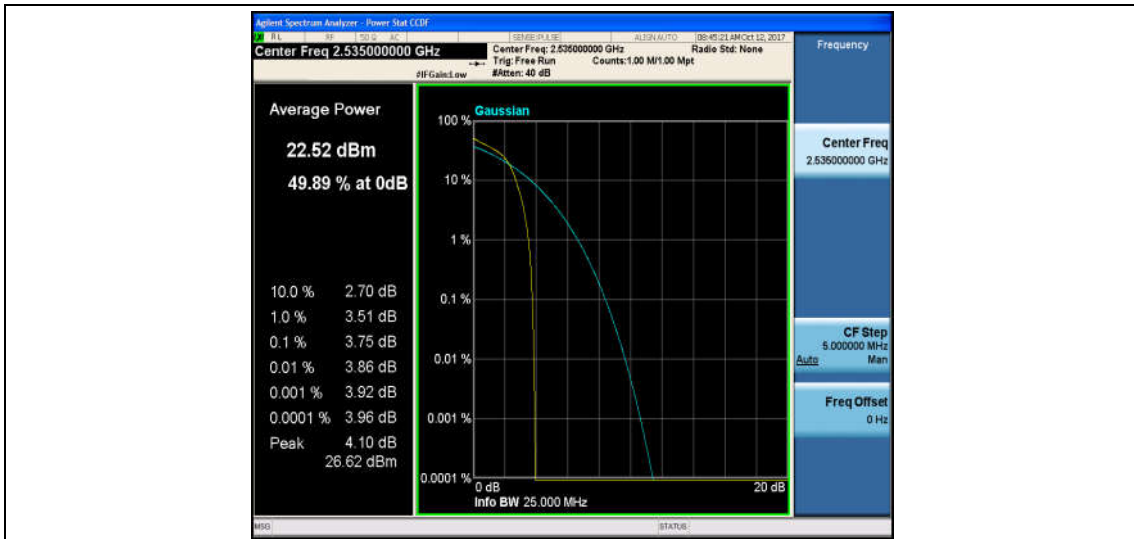 Agilent Spectrum Analyzer - Power Stat CCDF
RL RF 50 Ω AC SENSE:PULSE ALIGN AUTO 08:45:21 AM Oct 12, 2017
Center Freq 2.535000000 GHz
Center Freq: 2.535000000 GHz Radio Std: None
Trig: Free Run Counts:1.00 M/1.00 Mpt
#IFGain:Low #Atten: 40 dB
Frequency
Average Power
22.52 dBm
49.89 % at 0dB
10.0 % 2.70 dB
1.0 % 3.51 dB
0.1 % 3.75 dB
0.01 % 3.86 dB
0.001 % 3.92 dB
0.0001 % 3.96 dB
Peak 4.10 dB
26.62 dBm
Gaussian
100 %
10 %
1 %
0.1 %
0.01 %
0.001 %
0.0001 %
0 dB 20 dB
Info BW 25.000 MHz
Center Freq
2.535000000 GHz
CF Step
5.000000 MHz
Auto Man
Freq Offset
0 Hz
MSG STATUS